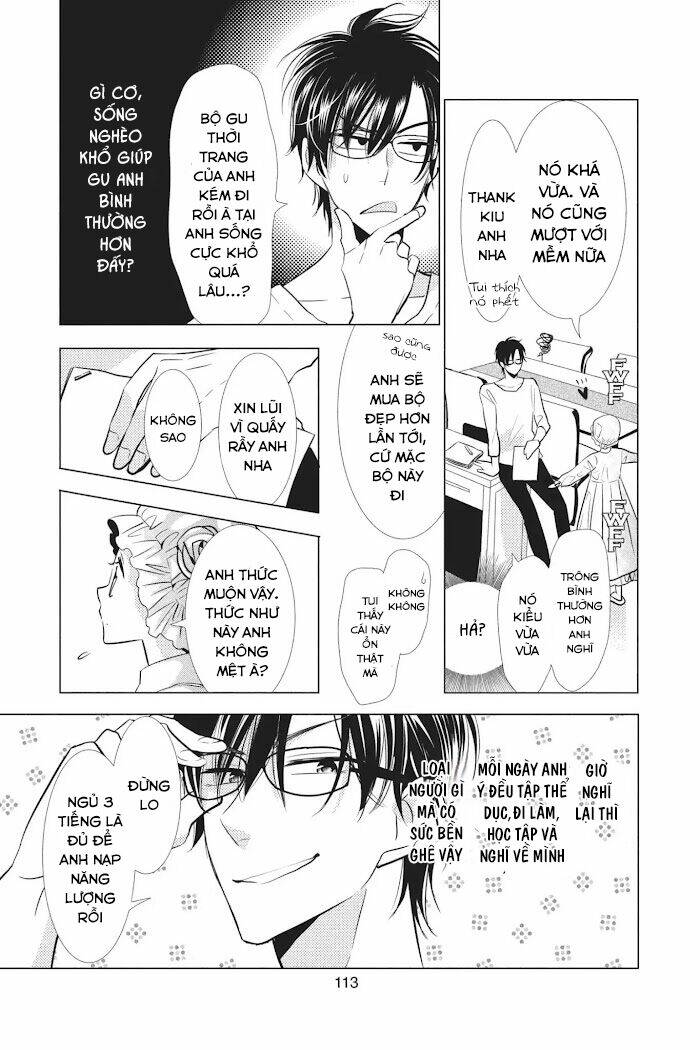 NÓ KHÁ
VỪA. VÀ
NÓ CŨNG
MƯỢT VỚI
MỀM NỮA
THANK
KIU
ANH
NHA
Tui thích
nó phết
BỘ GU
THỜI
TRANG
CỦA ANH
KÉM ĐI
RỒI À TẠI
ANH SỐNG
CỰC KHỔ
QUÁ
LÂU...?
GÌ CƠ,
SỐNG
NGHÈO
KHỔ GIÚP
GU ANH
BÌNH
THƯỜNG
HƠN
ĐẤY?
FWFF
FWFF
TRÔNG
BÌNH
THƯỜNG
HƠN
ANH
NGHĨ
NÓ
KIỂU
VỪA
VỪA
HẢ?
sao cũng
được
ANH SẼ
MUA BỘ
ĐẸP HƠN
LẦN TỚI,
CỨ MẶC
BỘ NÀY
ĐI
KHÔNG
KHÔNG
TUI
THẤY
CÁI NÀY
ỔN
THẬT
MÀ
XIN LŨI
VÌ QUẤY
RẦY ANH
NHA
KHÔNG
SAO
ANH THỨC
MUỘN VẬY.
THỨC NHƯ
NÀY ANH
KHÔNG
MỆT À?
GIỜ
NGHĨ
LẠI THÌ
MỖI NGÀY ANH
Ý ĐỀU TẬP THỂ
DỤC,ĐI LÀM,
HỌC TẬP VÀ
NGHĨ VỀ MÌNH
LOẠI
NGƯỜI GÌ
MÀ CÓ
SỨC BỀN
GHÊ VẬY
ĐỪNG
LO
NGỦ 3
TIẾNG LÀ
ĐỦ ĐỂ
ANH NẠP
NĂNG
LƯỢNG
RỒI
113